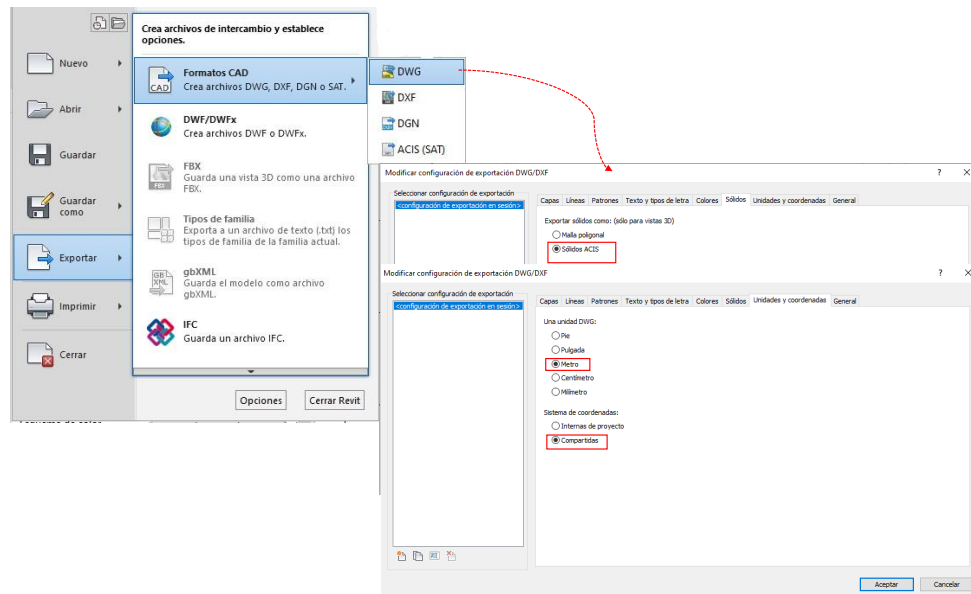 Crea archivos de intercambio y establece
opciones.
Nuevo
Abrir
Guardar
Guardar
como
Exportar
Imprimir
Cerrar
CAD
Formatos CAD
Crea archivos DWG, DXF, DGN o SAT.
DWF/DWFx
Crea archivos DWF o DWFx.
FBX
FBX
Guarda una vista 3D como una archivo
FBX.
Tipos de familia
Exporta a un archivo de texto (.txt) los
tipos de familia de la familia actual.
gbXML
Guarda el modelo como archivo
gbXML.
IFC
Guarda un archivo IFC.
Opciones
Cerrar Revit
DWG
DXF
DGN
ACIS (SAT)
Modificar configuración de exportación DWG/DXF
? X
Seleccionar configuración de exportación
<configuración de exportación en sesión>
Capas Líneas Patrones Texto y tipos de letra Colores Sólidos Unidades y coordenadas General
Exportar sólidos como: (sólo para vistas 3D)
Malla poligonal
Sólidos ACIS
Modificar configuración de exportación DWG/DXF
? X
Seleccionar configuración de exportación
<configuración de exportación en sesión>
Capas Líneas Patrones Texto y tipos de letra Colores Sólidos Unidades y coordenadas General
Una unidad DWG:
Pie
Pulgada
Metro
Centímetro
Milímetro
Sistema de coordenadas:
Internas de proyecto
Compartidas
Aceptar
Cancelar